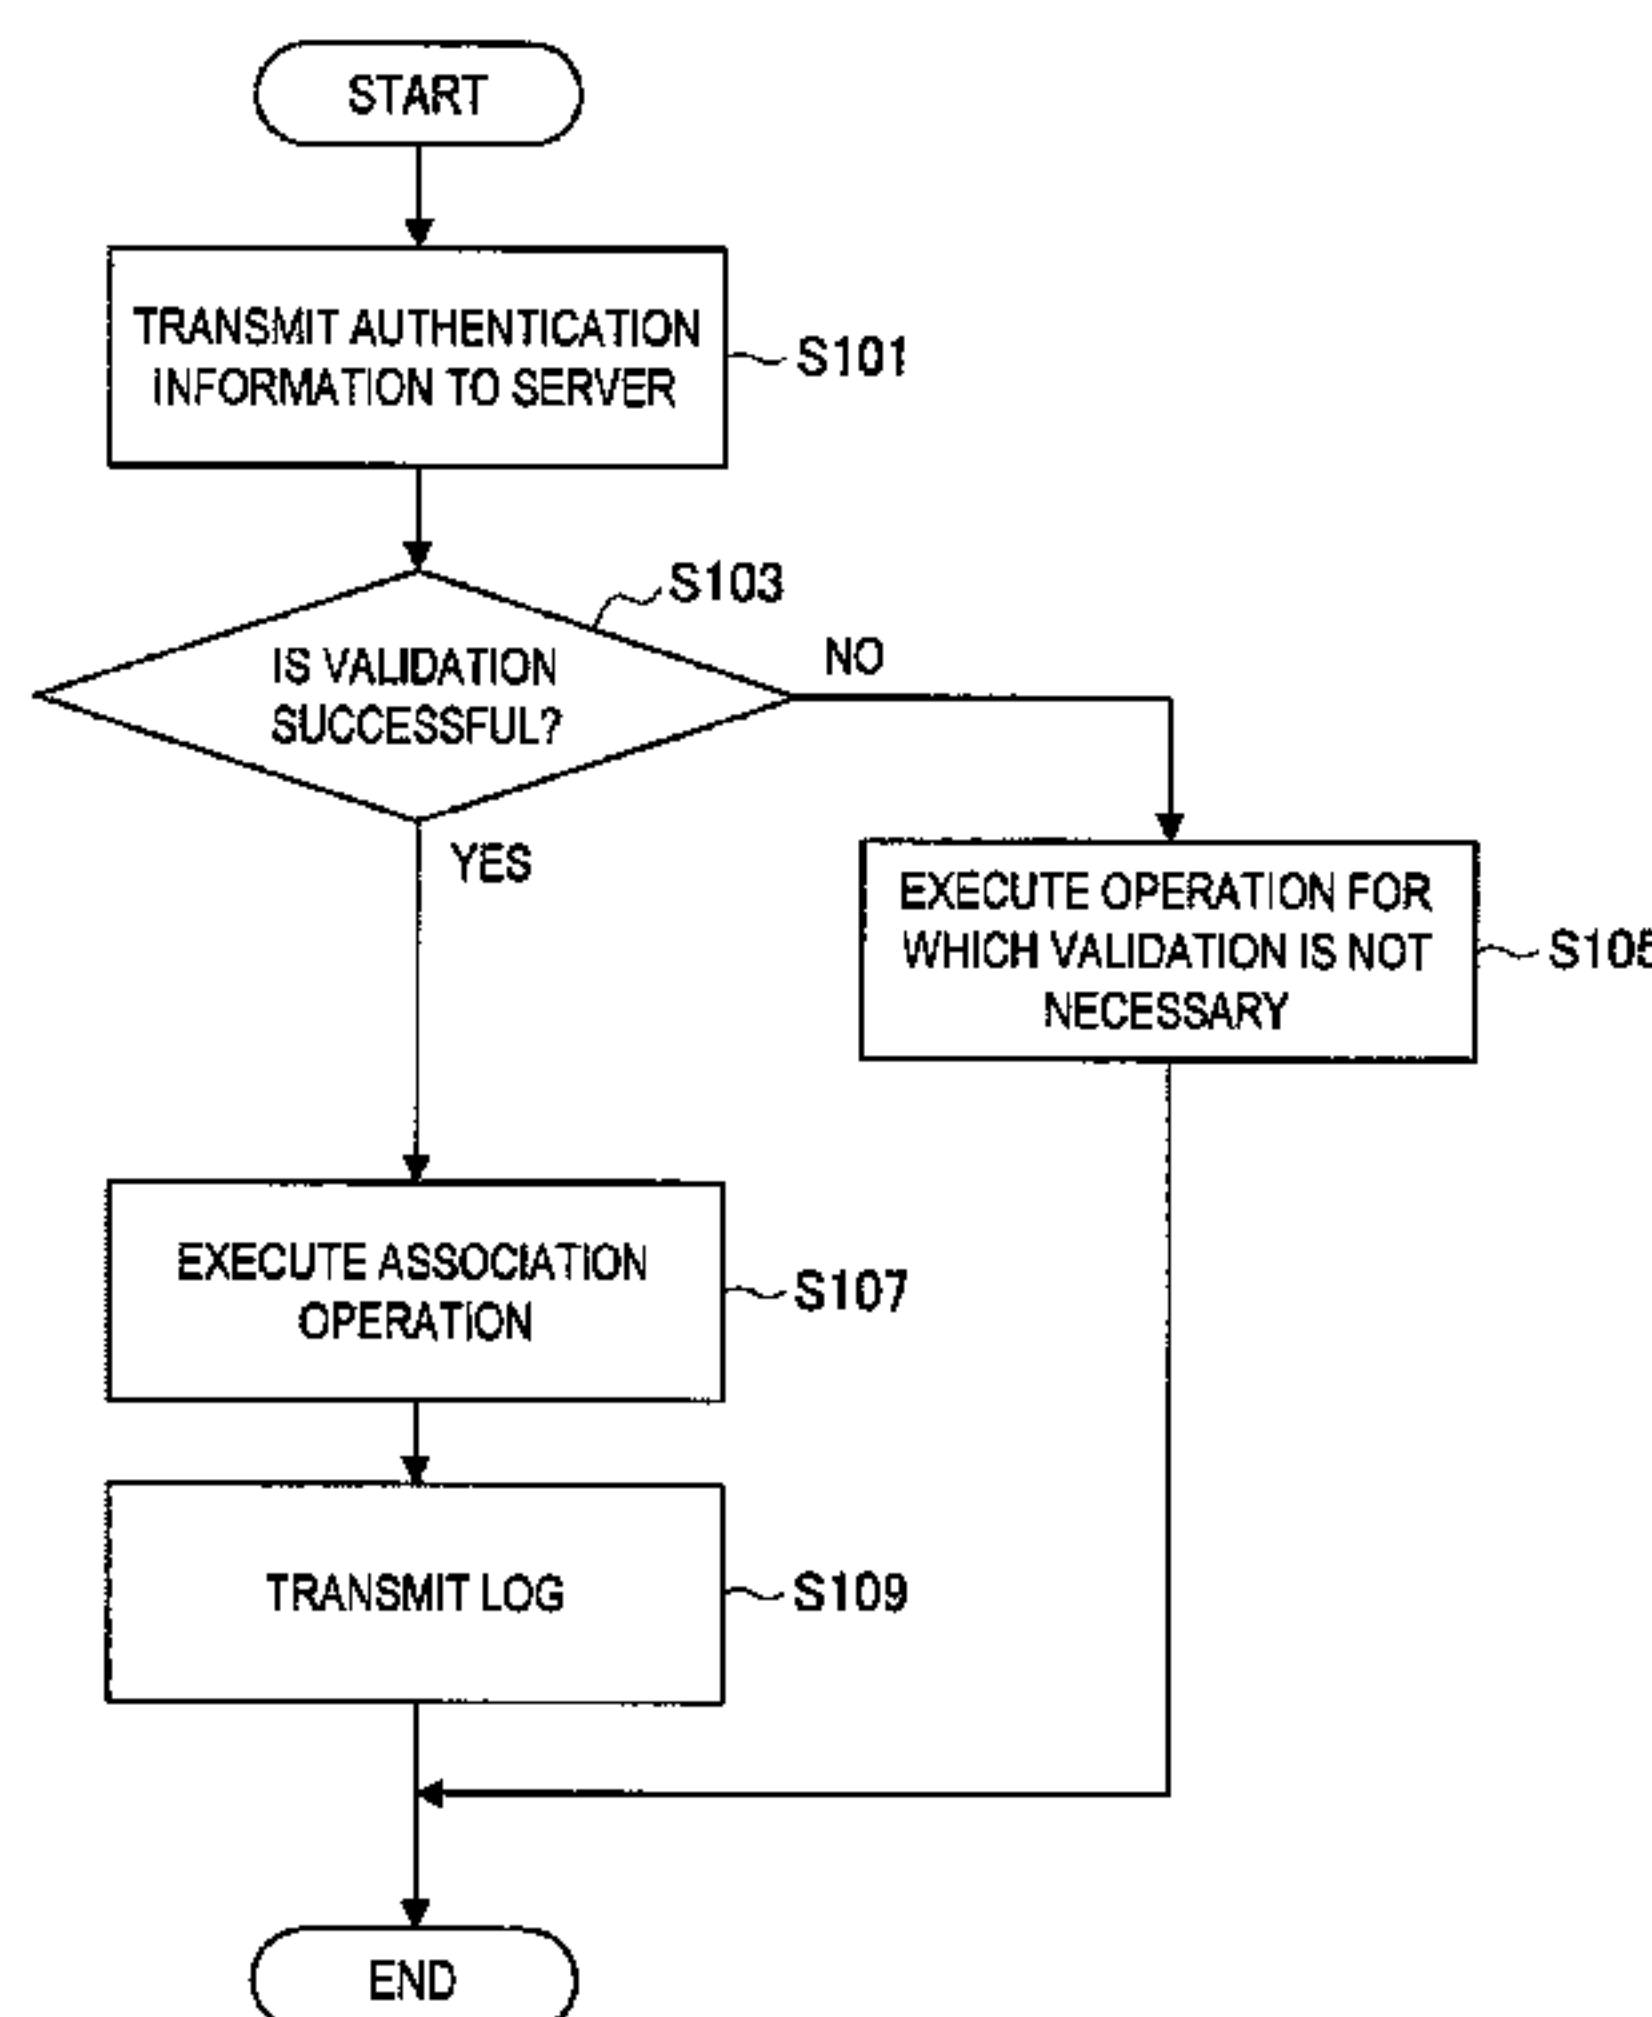 START
TRANSMIT AUTHENTICATION
INFORMATION TO SERVER
S101
S103
IS VALIDATION
SUCCESSFUL?
NO
YES
EXECUTE OPERATION FOR
WHICH VALIDATION IS NOT
NECESSARY
EXECUTE ASSOCIATION
OPERATION
S107
TRANSMIT LOG
S109
END